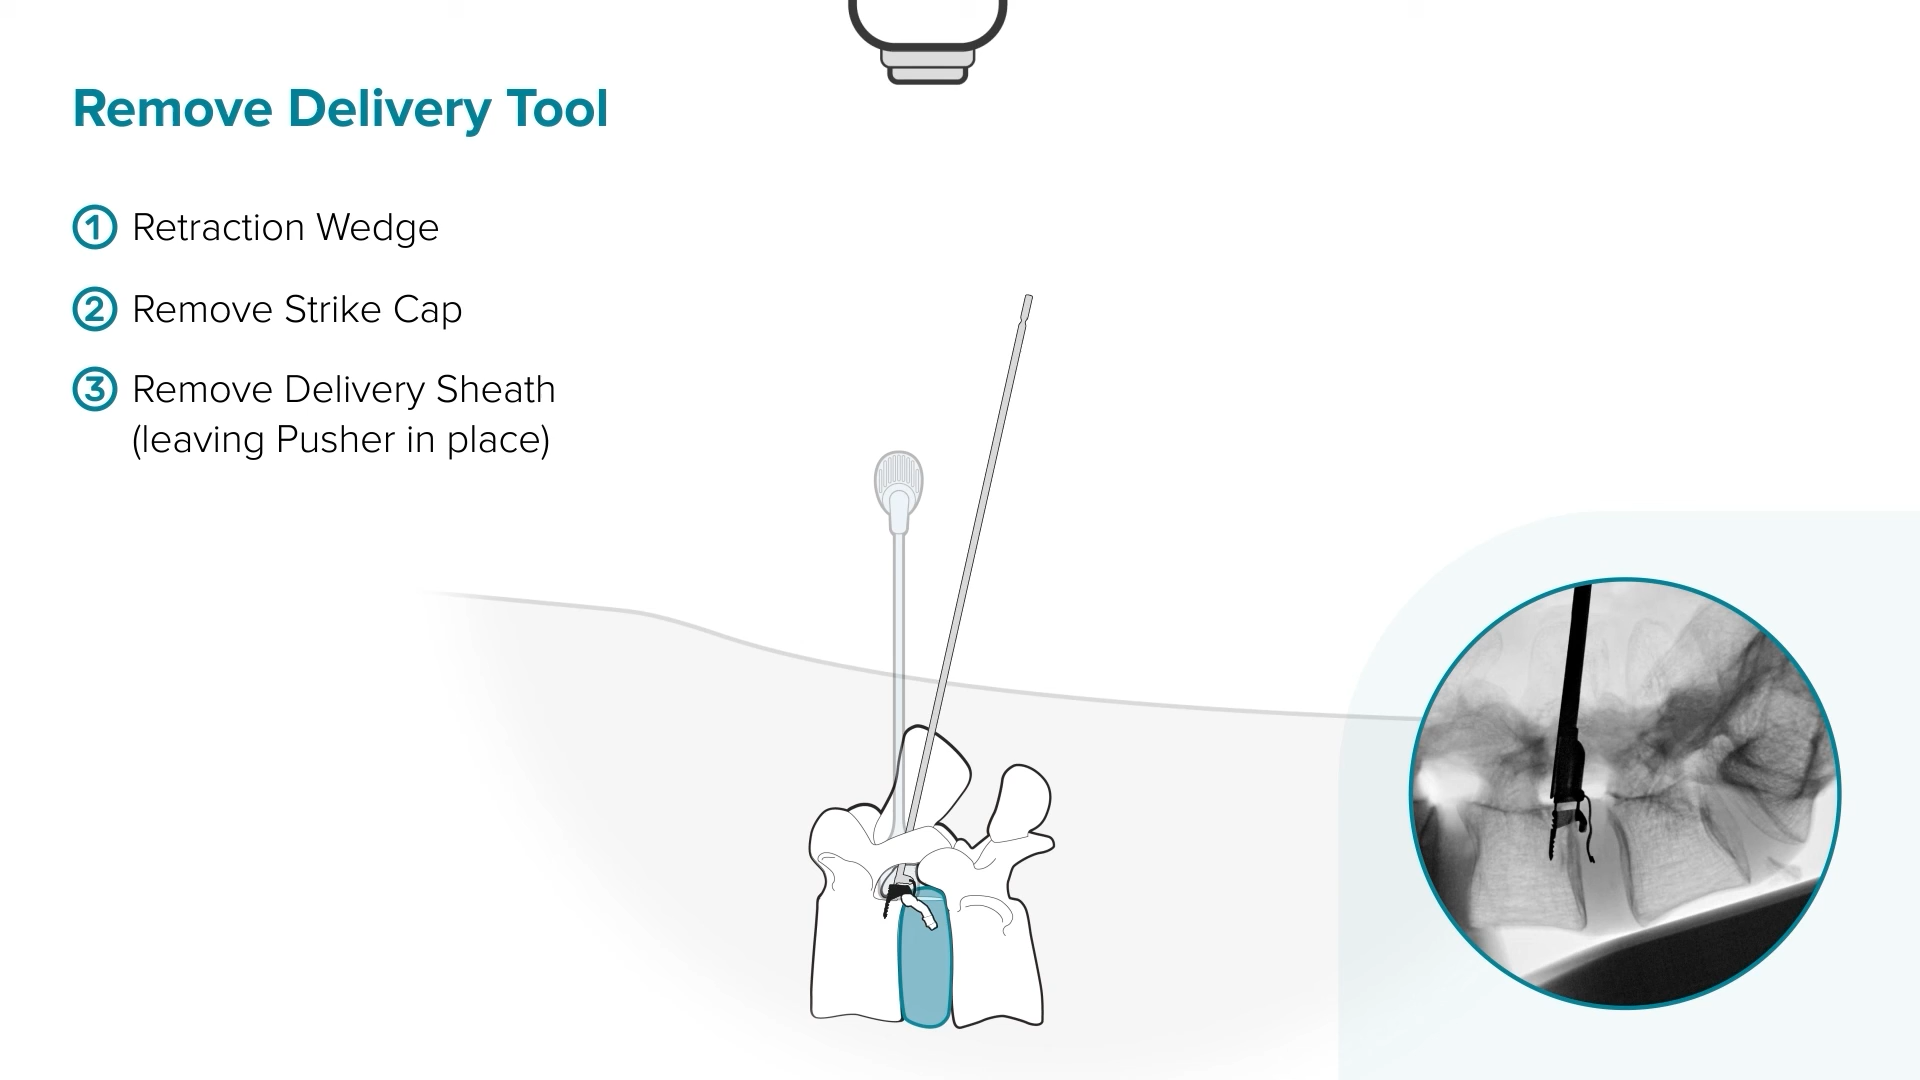 Remove Delivery Tool
1 Retraction Wedge
2 Remove Strike Cap
3 Remove Delivery Sheath
(leaving Pusher in place)